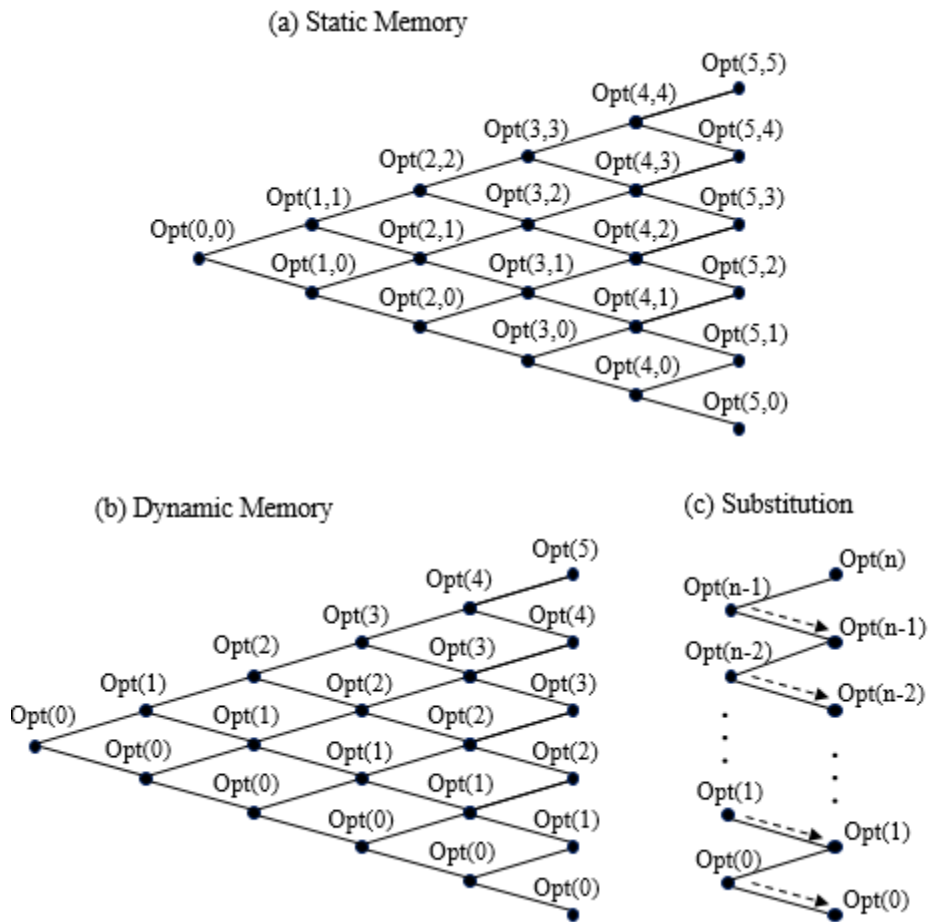 (a) Static Memory
Opt(5,5)
Opt(4,4)
Opt(3,3)
Opt(5,4)
Opt(2,2)
Opt(4,3)
Opt(1,1)
Opt(3,2)
Opt(5,3)
Opt(0,0)
Opt(2,1)
Opt(4,2)
Opt(1,0)
Opt(3,1)
Opt(5,2)
Opt(2,0)
Opt(4,1)
Opt(3,0)
Opt(5,1)
Opt(4,0)
Opt(5,0)
(b) Dynamic Memory
Opt(5)
Opt(4)
Opt(3)
Opt(4)
Opt(2)
Opt(3)
Opt(1)
Opt(2)
Opt(3)
Opt(0)
Opt(1)
Opt(2)
Opt(0)
Opt(1)
Opt(2)
Opt(0)
Opt(1)
Opt(0)
Opt(1)
Opt(0)
Opt(0)
(c) Substitution
Opt(n)
Opt(n-1)
Opt(n-1)
Opt(n-2)
Opt(n-2)
Opt(1)
Opt(1)
Opt(0)
Opt(0)